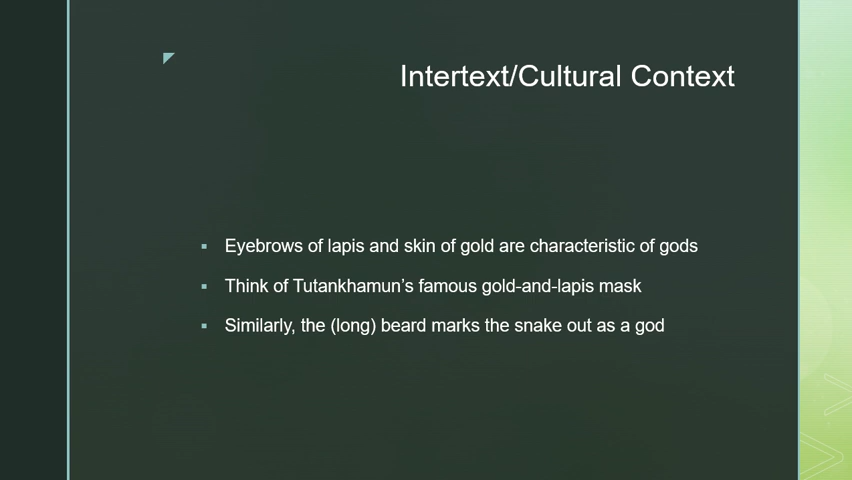 Intertext/Cultural Context
▪ Eyebrows of lapis and skin of gold are characteristic of gods
▪ Think of Tutankhamun’s famous gold-and-lapis mask
▪ Similarly, the (long) beard marks the snake out as a god